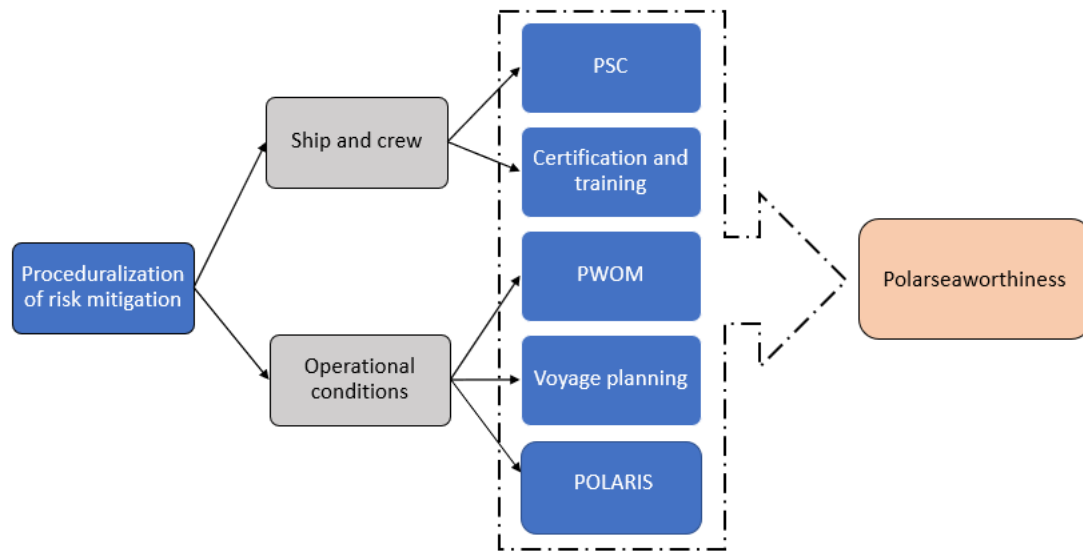 PSC
Ship and crew
Certification and
training
Proceduralization
of risk mitigation
PWOM
Polarseaworthiness
Operational
conditions
Voyage planning
POLARIS